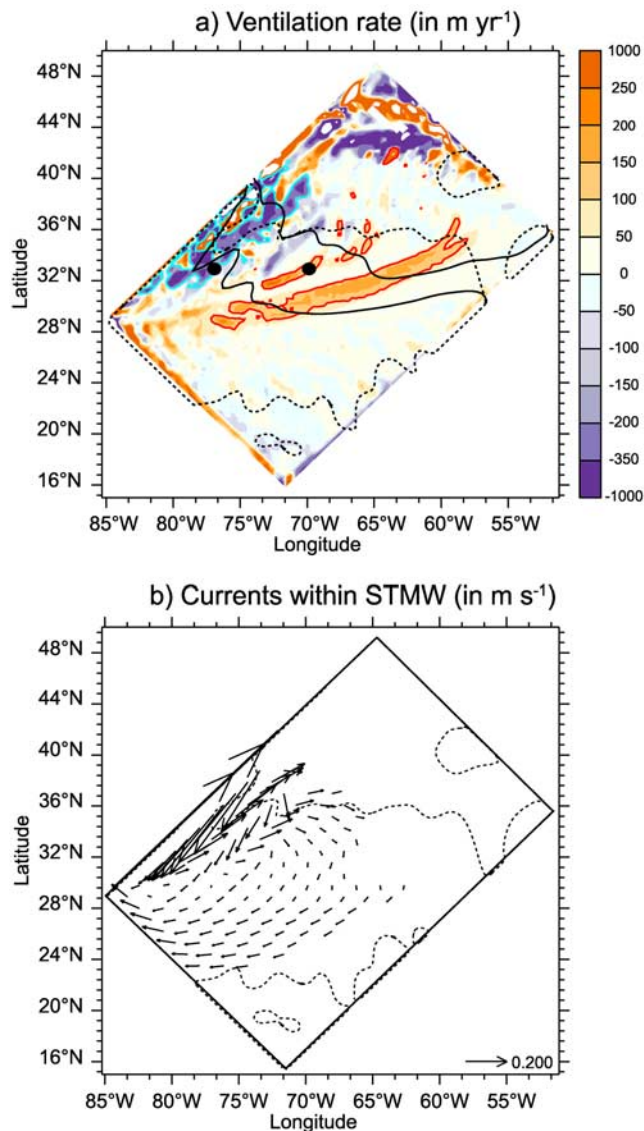 a) Ventilation rate (in m yr⁻¹)
48°N
44°N
40°N
36°N
32°N
28°N
24°N
20°N
16°N
Latitude
85°W 80°W 75°W 70°W 65°W 60°W 55°W
Longitude
1000
250
200
150
100
50
0
-50
-100
-150
-200
-350
-1000
b) Currents within STMW (in m s⁻¹)
48°N
44°N
40°N
36°N
32°N
28°N
24°N
20°N
16°N
Latitude
0.200
85°W 80°W 75°W 70°W 65°W 60°W 55°W
Longitude